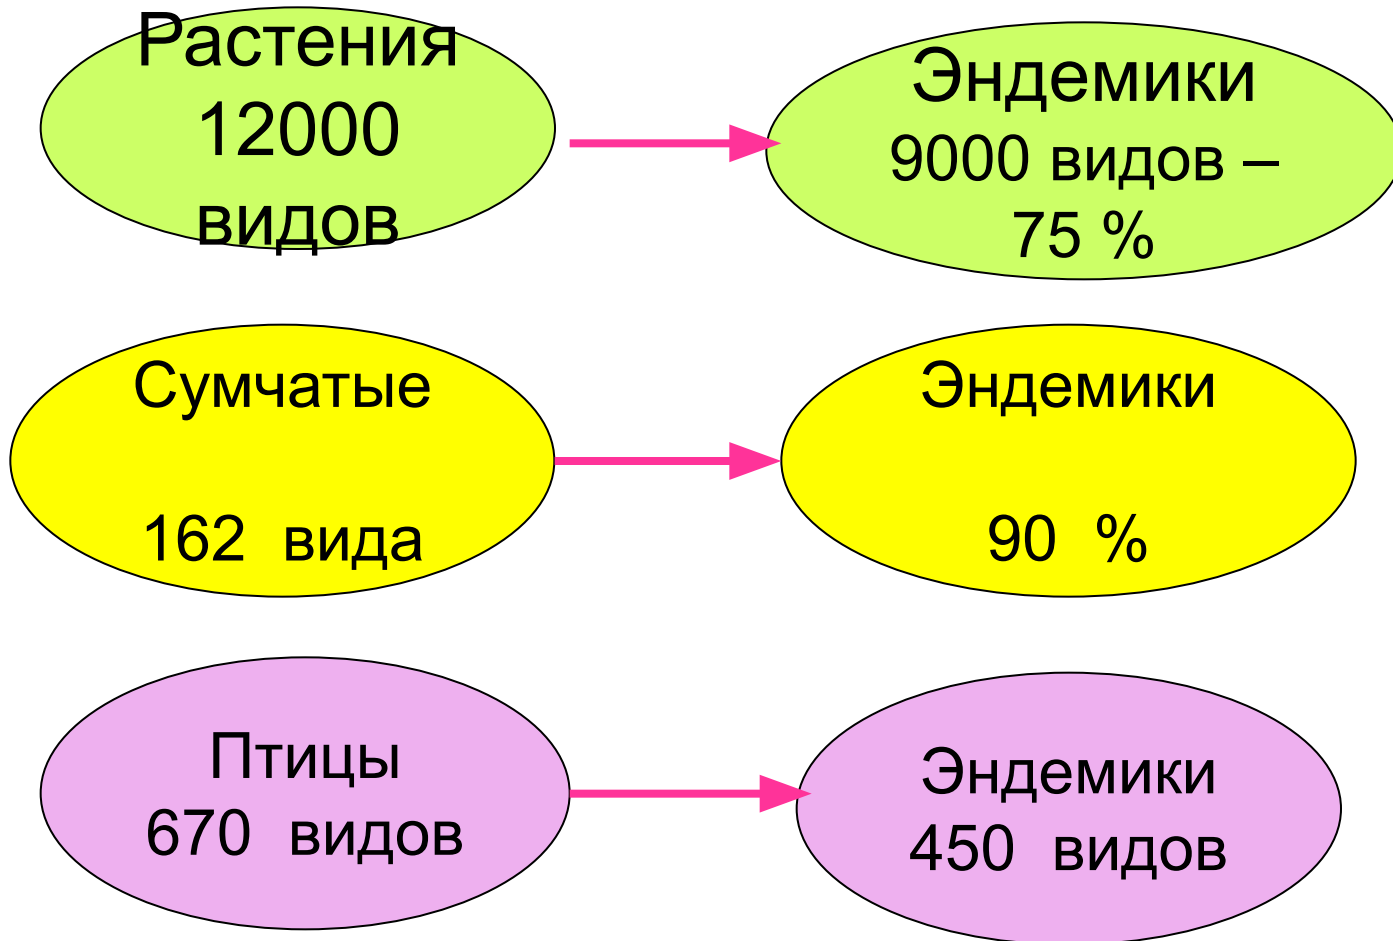 Растения
12000
видов
Эндемики
9000 видов –
75 %
Сумчатые
162 вида
Эндемики
90 %
Птицы
670 видов
Эндемики
450 видов